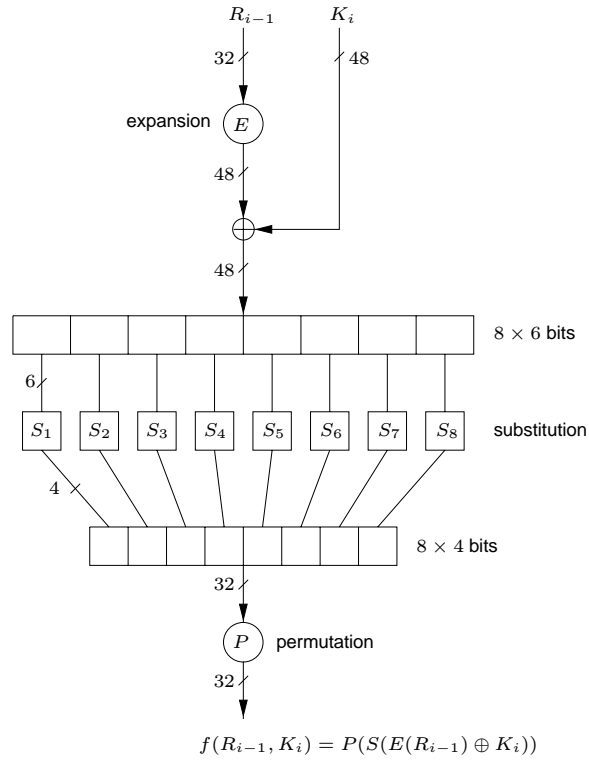 R_{i−1} K_i
32 48
expansion E
48
48
8 × 6 bits
6
S_1 S_2 S_3 S_4 S_5 S_6 S_7 S_8 substitution
4
8 × 4 bits
32
P permutation
32
f(R_{i−1}, K_i) = P(S(E(R_{i−1}) ⊕ K_i))